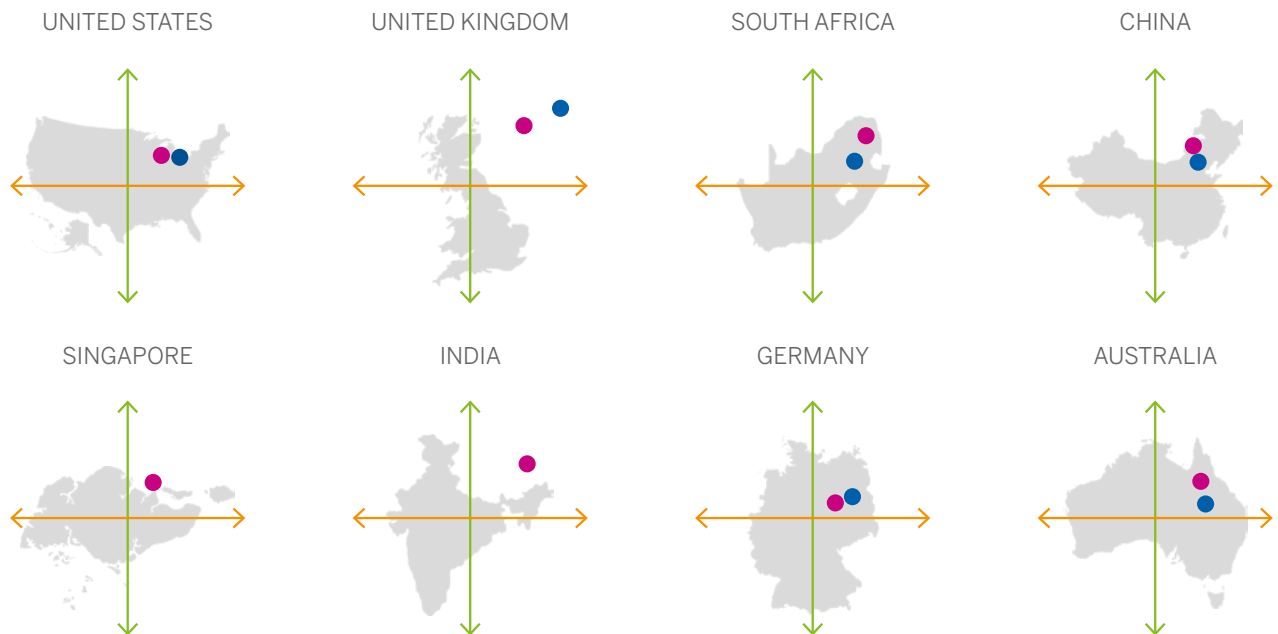 UNITED STATES
UNITED KINGDOM
SOUTH AFRICA
CHINA
SINGAPORE
INDIA
GERMANY
AUSTRALIA